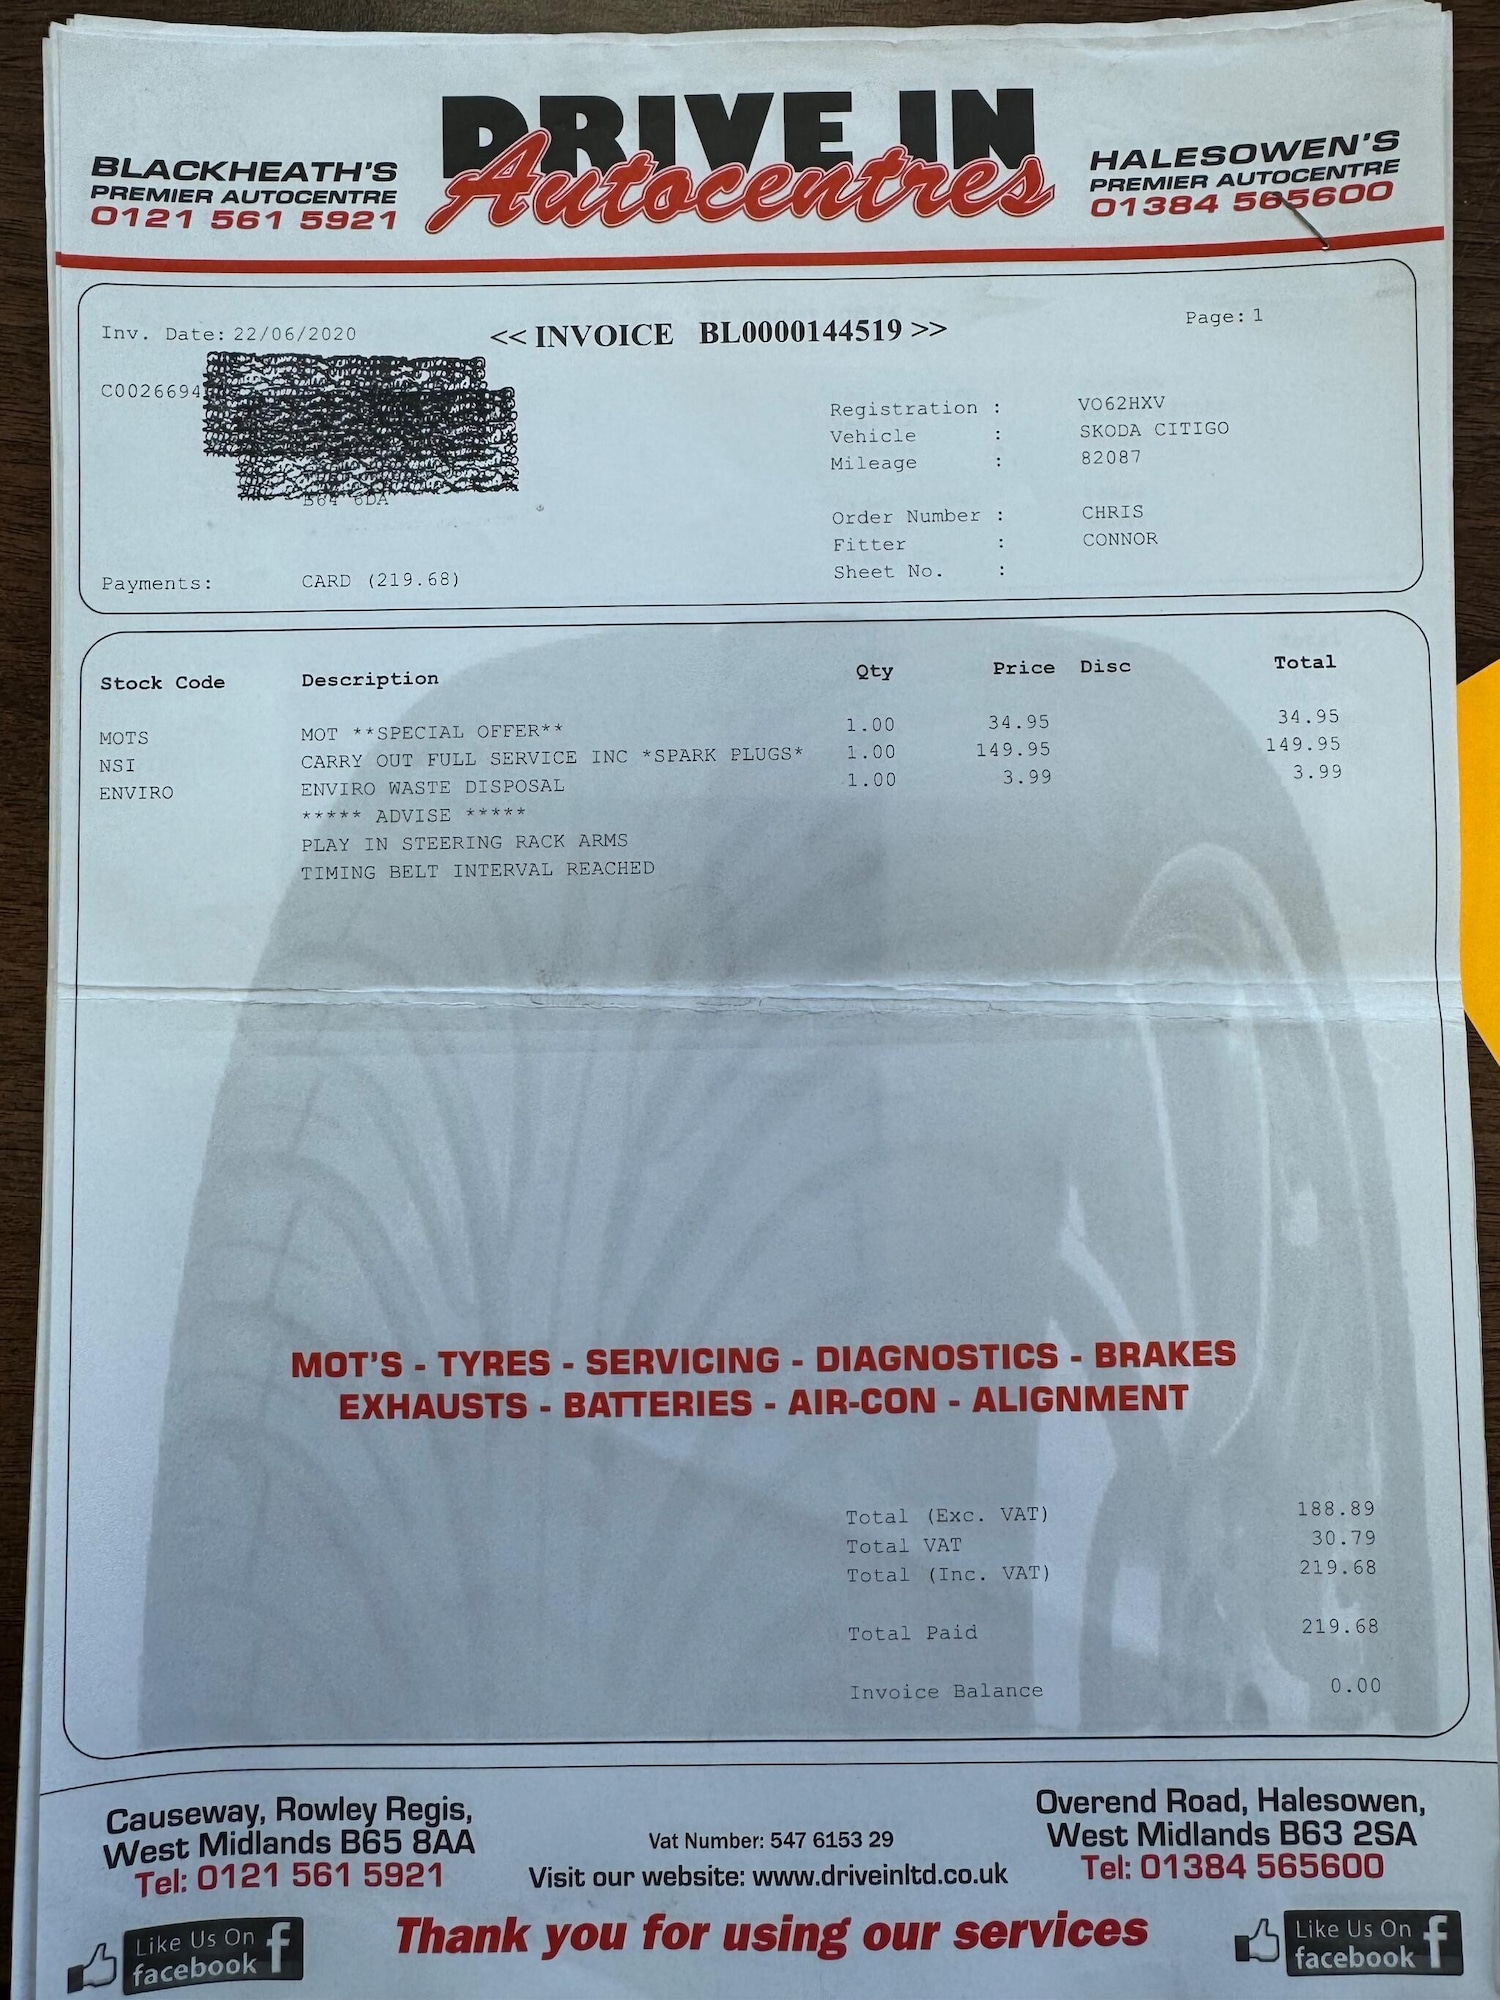 DRIVE IN
Autocentres
BLACKHEATH'S
PREMIER AUTOCENTRE
0121 561 5921
HALESOWEN'S
PREMIER AUTOCENTRE
01384 565600
Inv. Date: 22/06/2020
<< INVOICE BL0000144519 >>
Page: 1
C0026694
B64 6DA
Registration : VO62HXV
Vehicle : SKODA CITIGO
Mileage : 82087
Order Number : CHRIS
Fitter : CONNOR
Sheet No. :
Payments: CARD (219.68)
Stock Code Description Qty Price Disc Total
MOTS MOT **SPECIAL OFFER** 1.00 34.95 34.95
NSI CARRY OUT FULL SERVICE INC *SPARK PLUGS* 1.00 149.95 149.95
ENVIRO ENVIRO WASTE DISPOSAL 1.00 3.99 3.99
***** ADVISE *****
PLAY IN STEERING RACK ARMS
TIMING BELT INTERVAL REACHED
MOT'S - TYRES - SERVICING - DIAGNOSTICS - BRAKES
EXHAUSTS - BATTERIES - AIR-CON - ALIGNMENT
Total (Exc. VAT) 188.89
Total VAT 30.79
Total (Inc. VAT) 219.68
Total Paid 219.68
Invoice Balance 0.00
Causeway, Rowley Regis,
West Midlands B65 8AA
Tel: 0121 561 5921
Vat Number: 547 6153 29
Visit our website: www.driveinltd.co.uk
Overend Road, Halesowen,
West Midlands B63 2SA
Tel: 01384 565600
Thank you for using our services
Like Us On
facebook
Like Us On
facebook